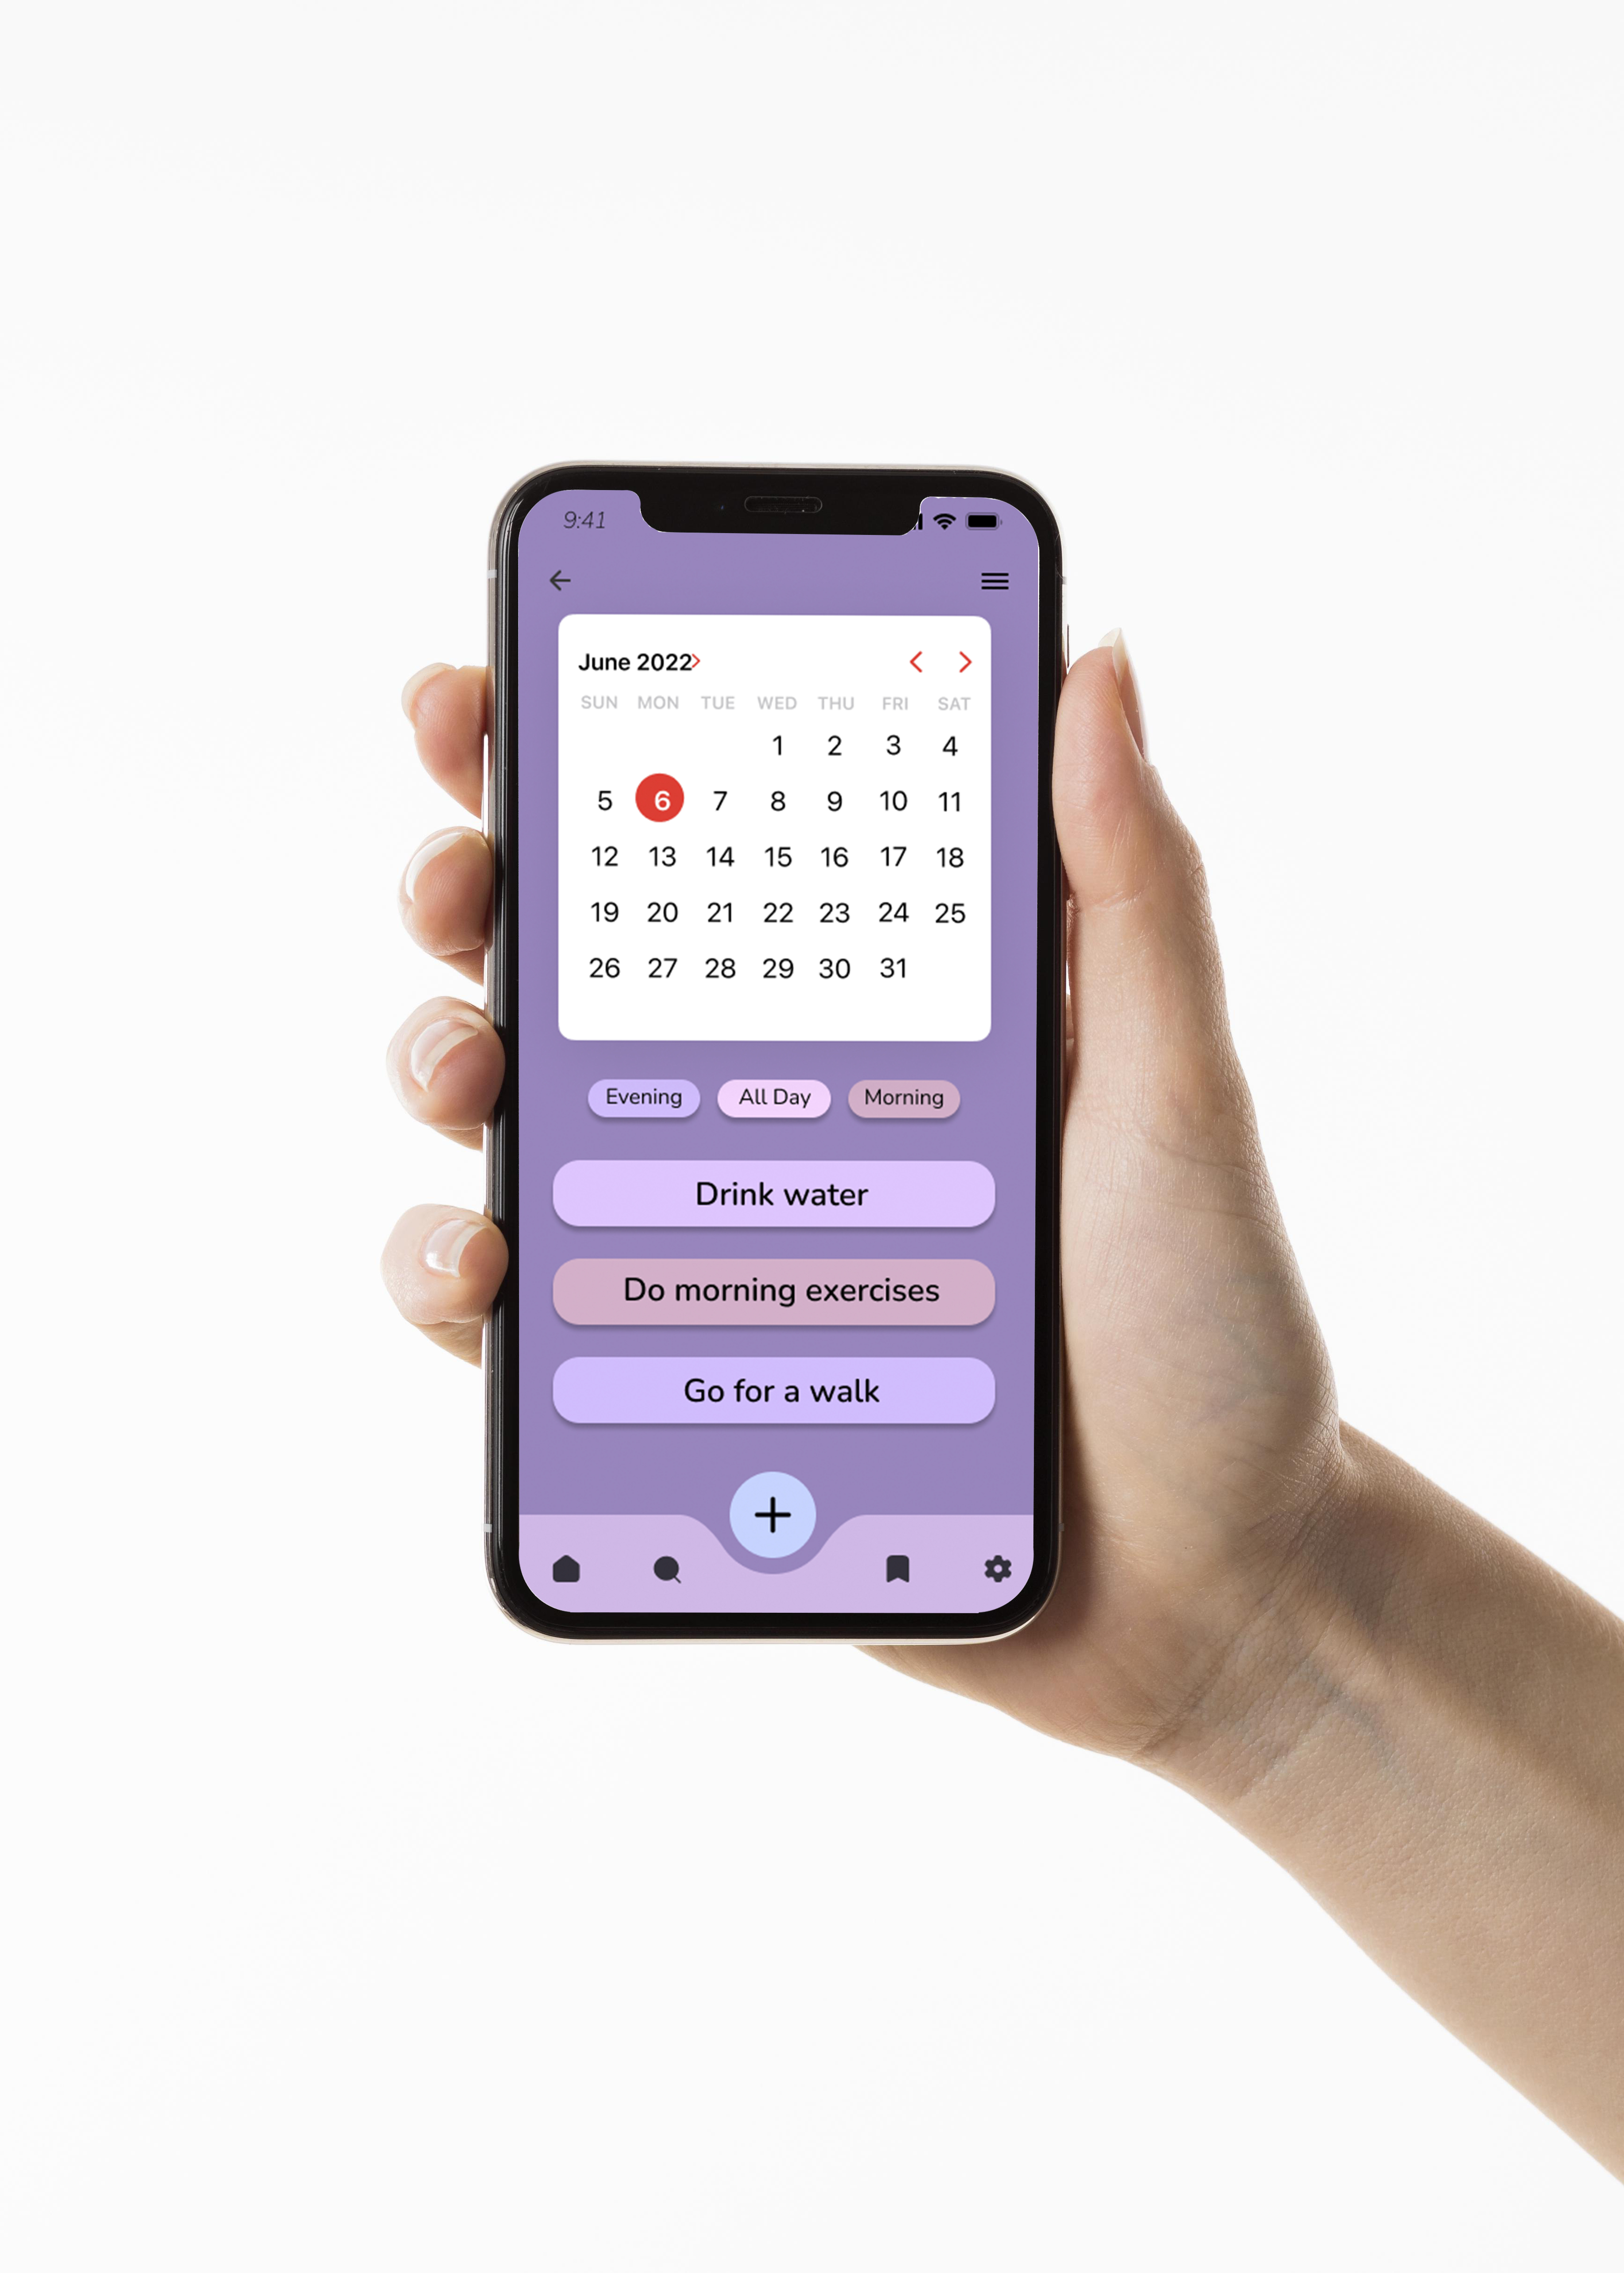 9:41
June 2022
SUN MON TUE WED THU FRI SAT
1 2 3 4
5 6 7 8 9 10 11
12 13 14 15 16 17 18
19 20 21 22 23 24 25
26 27 28 29 30 31
Evening All Day Morning
Drink water
Do morning exercises
Go for a walk